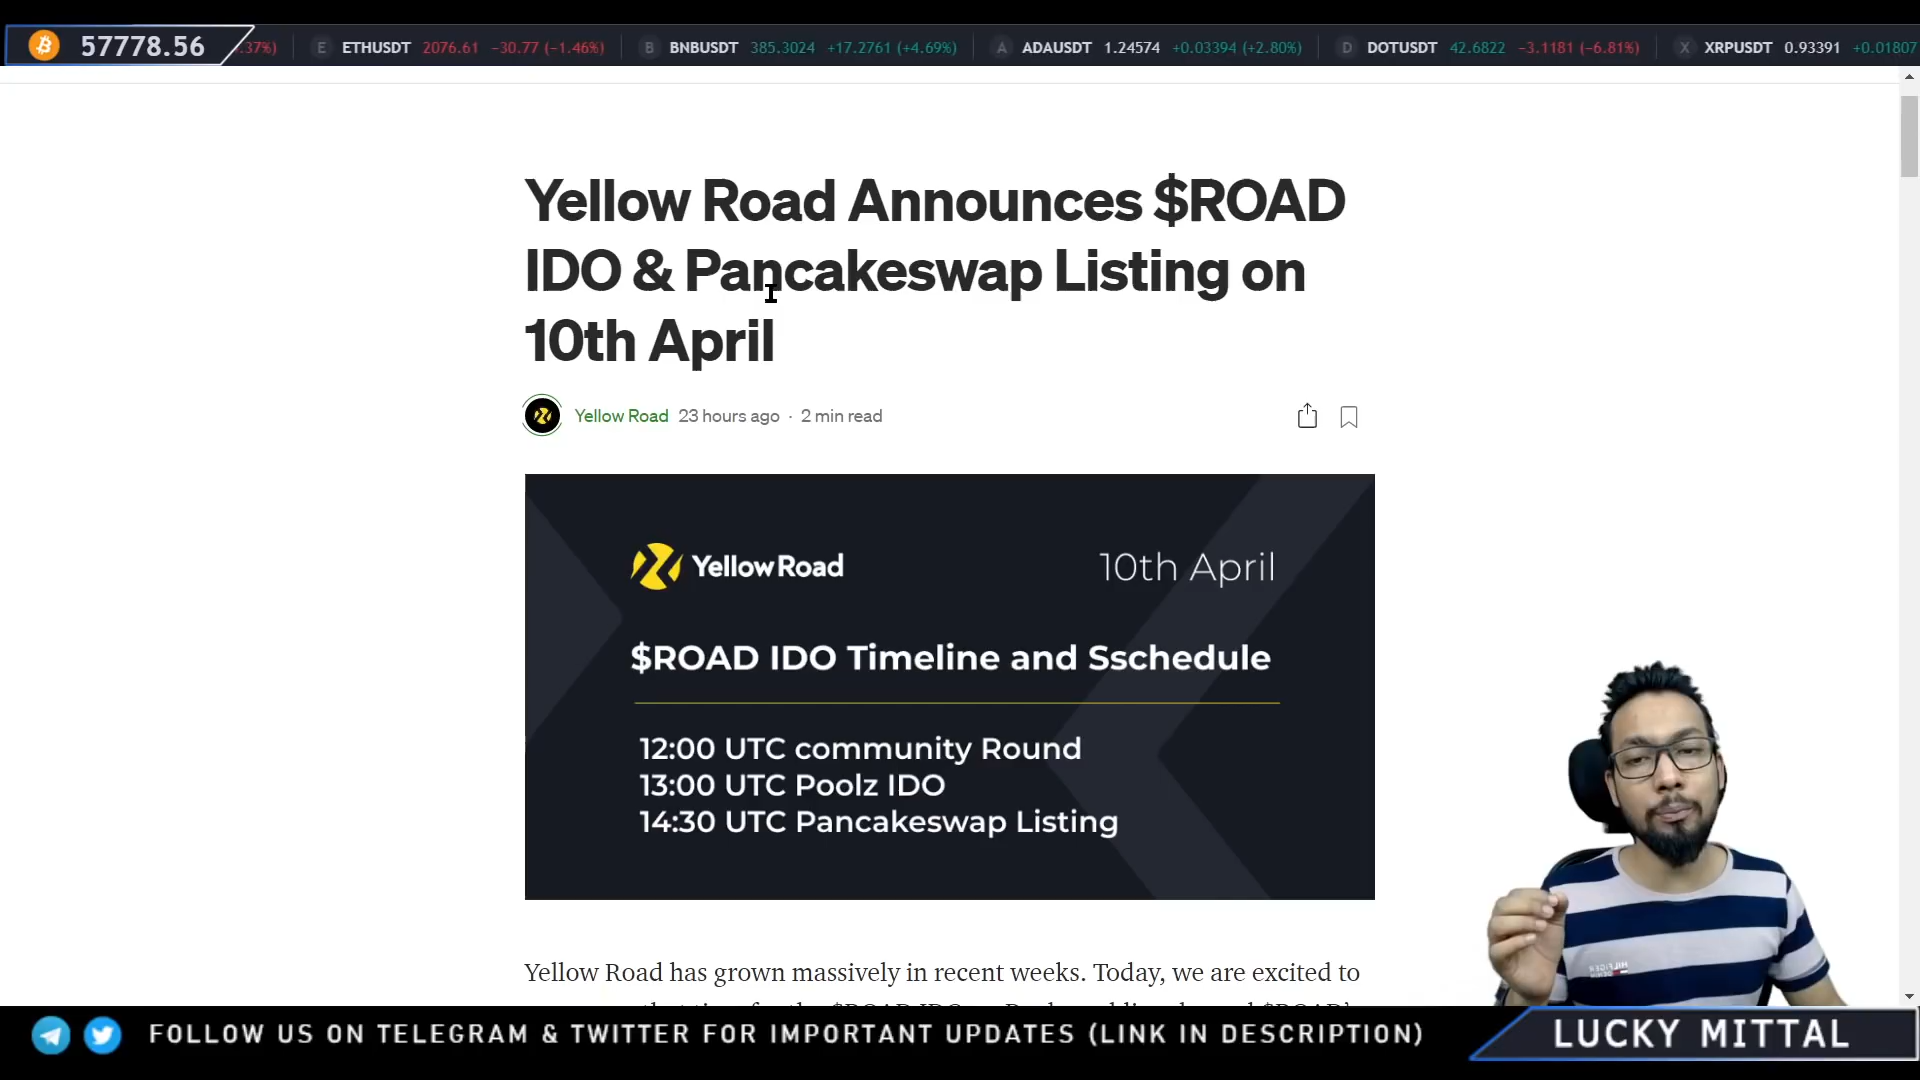 57778.56
.37%)
E ETHUSDT 2076.61 −30.77 (−1.46%)
B BNBUSDT 385.3024 +17.2761 (+4.69%)
A ADAUSDT 1.24574 +0.03394 (+2.80%)
D DOTUSDT 42.6822 −3.1181 (−6.81%)
X XRPUSDT 0.93391 +0.01807
Yellow Road Announces $ROAD
IDO & Pancakeswap Listing on
10th April
Yellow Road 23 hours ago · 2 min read
Yellow Road
10th April
$ROAD IDO Timeline and Sschedule
12:00 UTC community Round
13:00 UTC Poolz IDO
14:30 UTC Pancakeswap Listing
Yellow Road has grown massively in recent weeks. Today, we are excited to
FOLLOW US ON TELEGRAM & TWITTER FOR IMPORTANT UPDATES (LINK IN DESCRIPTION)
LUCKY MITTAL